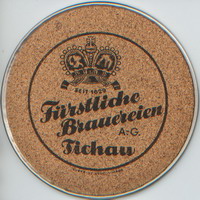 SEIT 1629
Fürstliche
Brauereien
A.-G.
Tichau